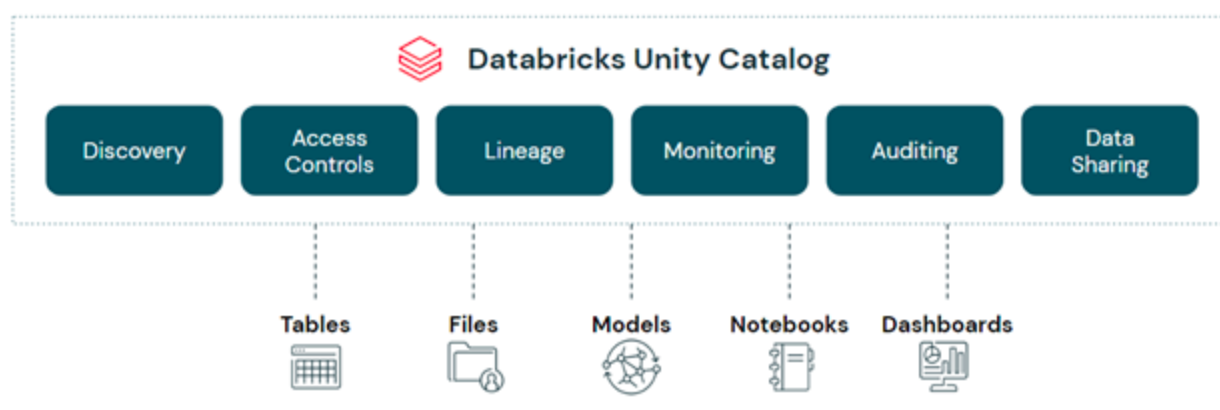 Databricks Unity Catalog
Discovery
Access
Controls
Lineage
Monitoring
Auditing
Data
Sharing
Tables
Files
Models
Notebooks
Dashboards